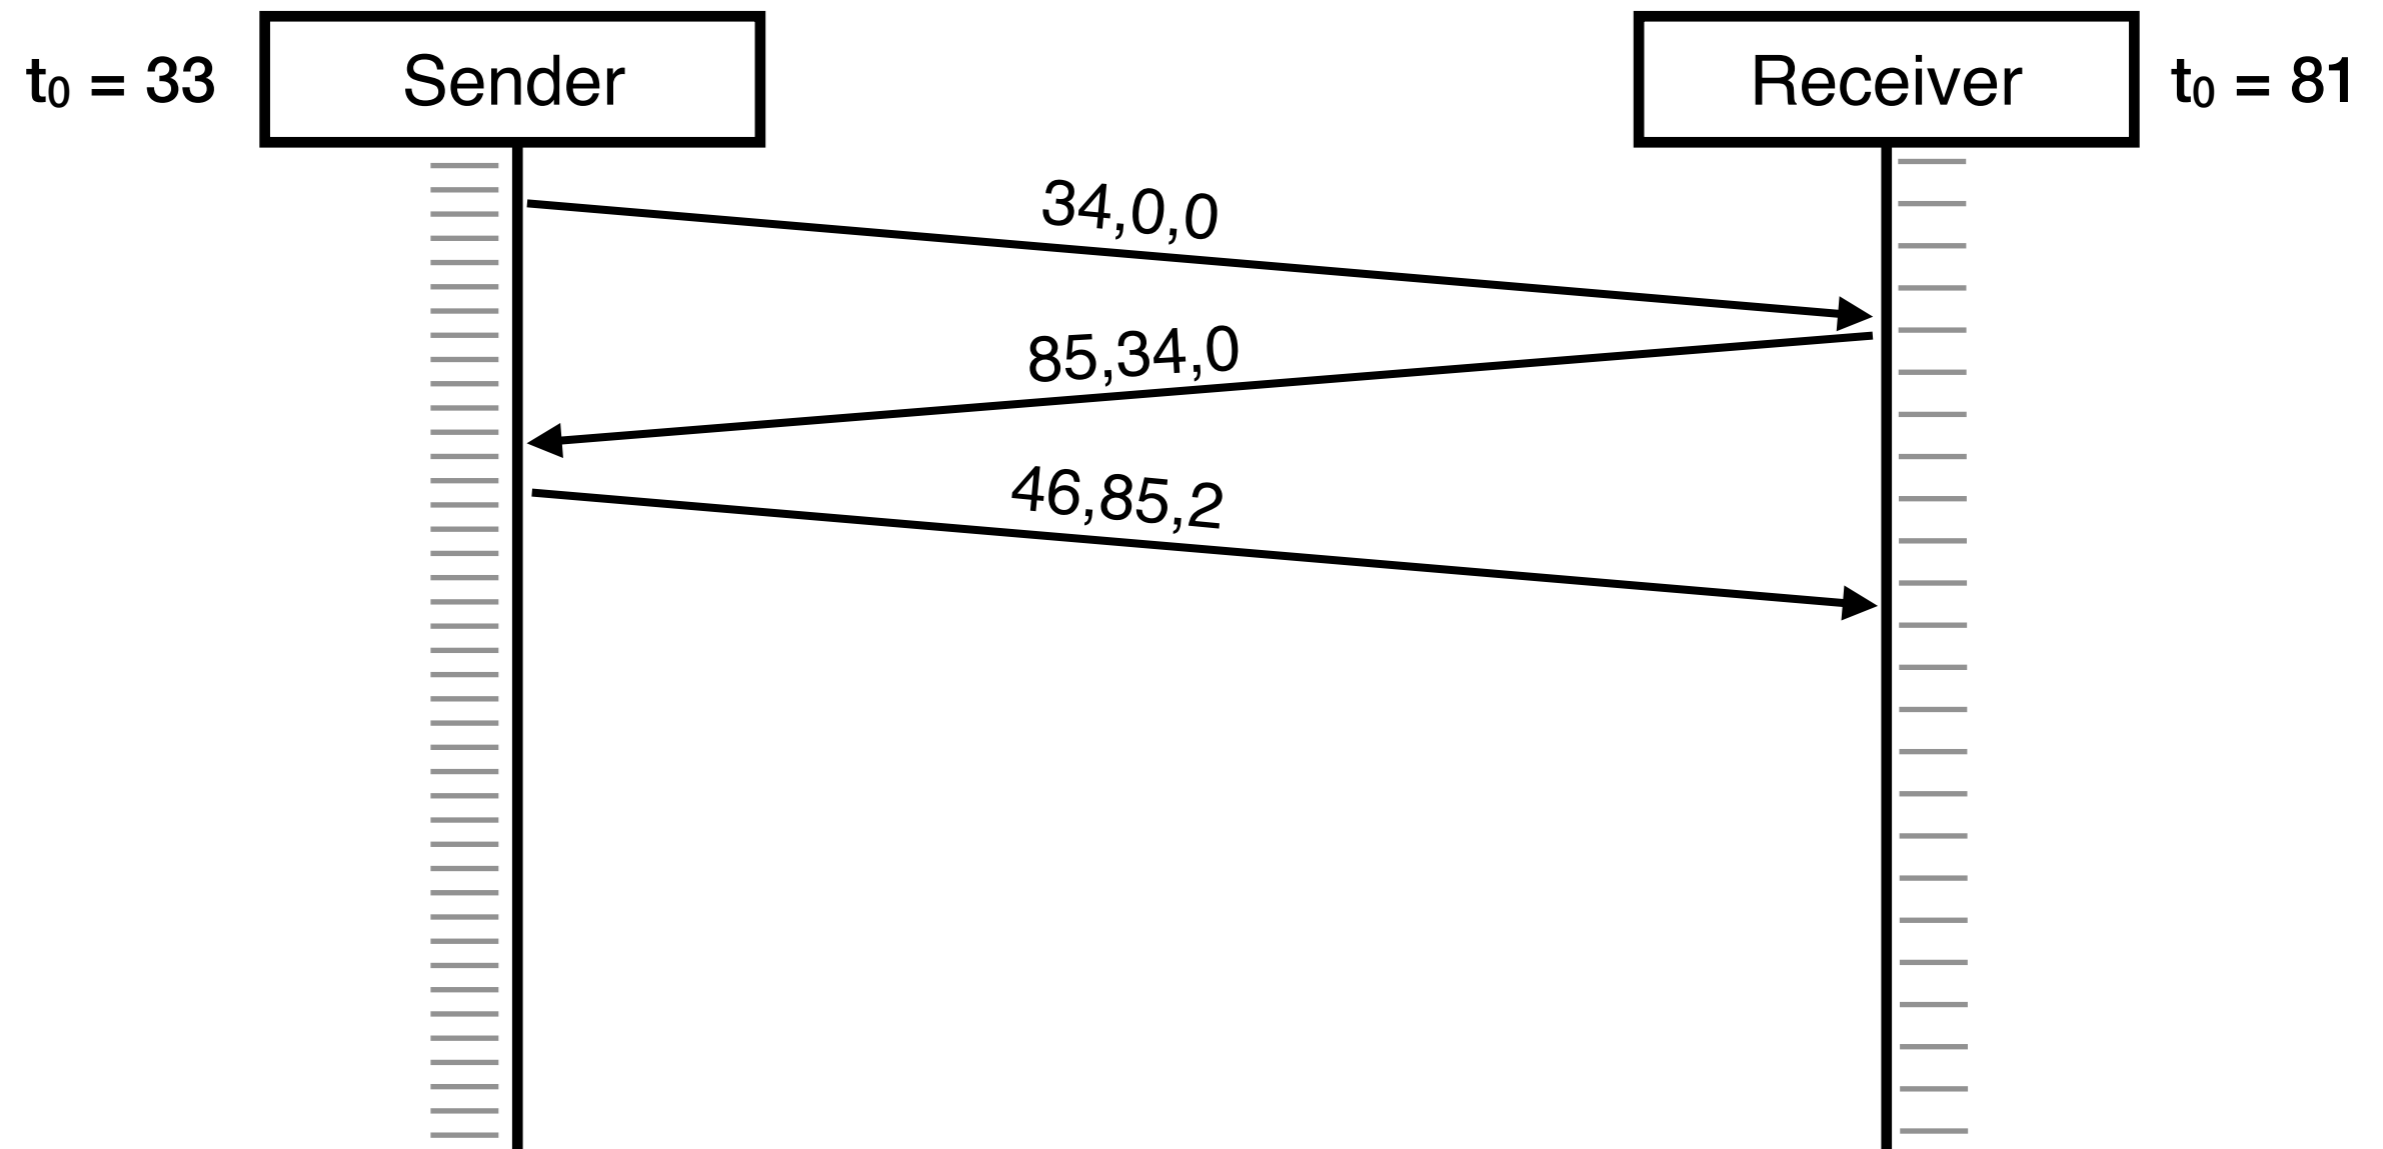 t₀ = 33
Sender
Receiver
t₀ = 81
34,0,0
85,34,0
46,85,2